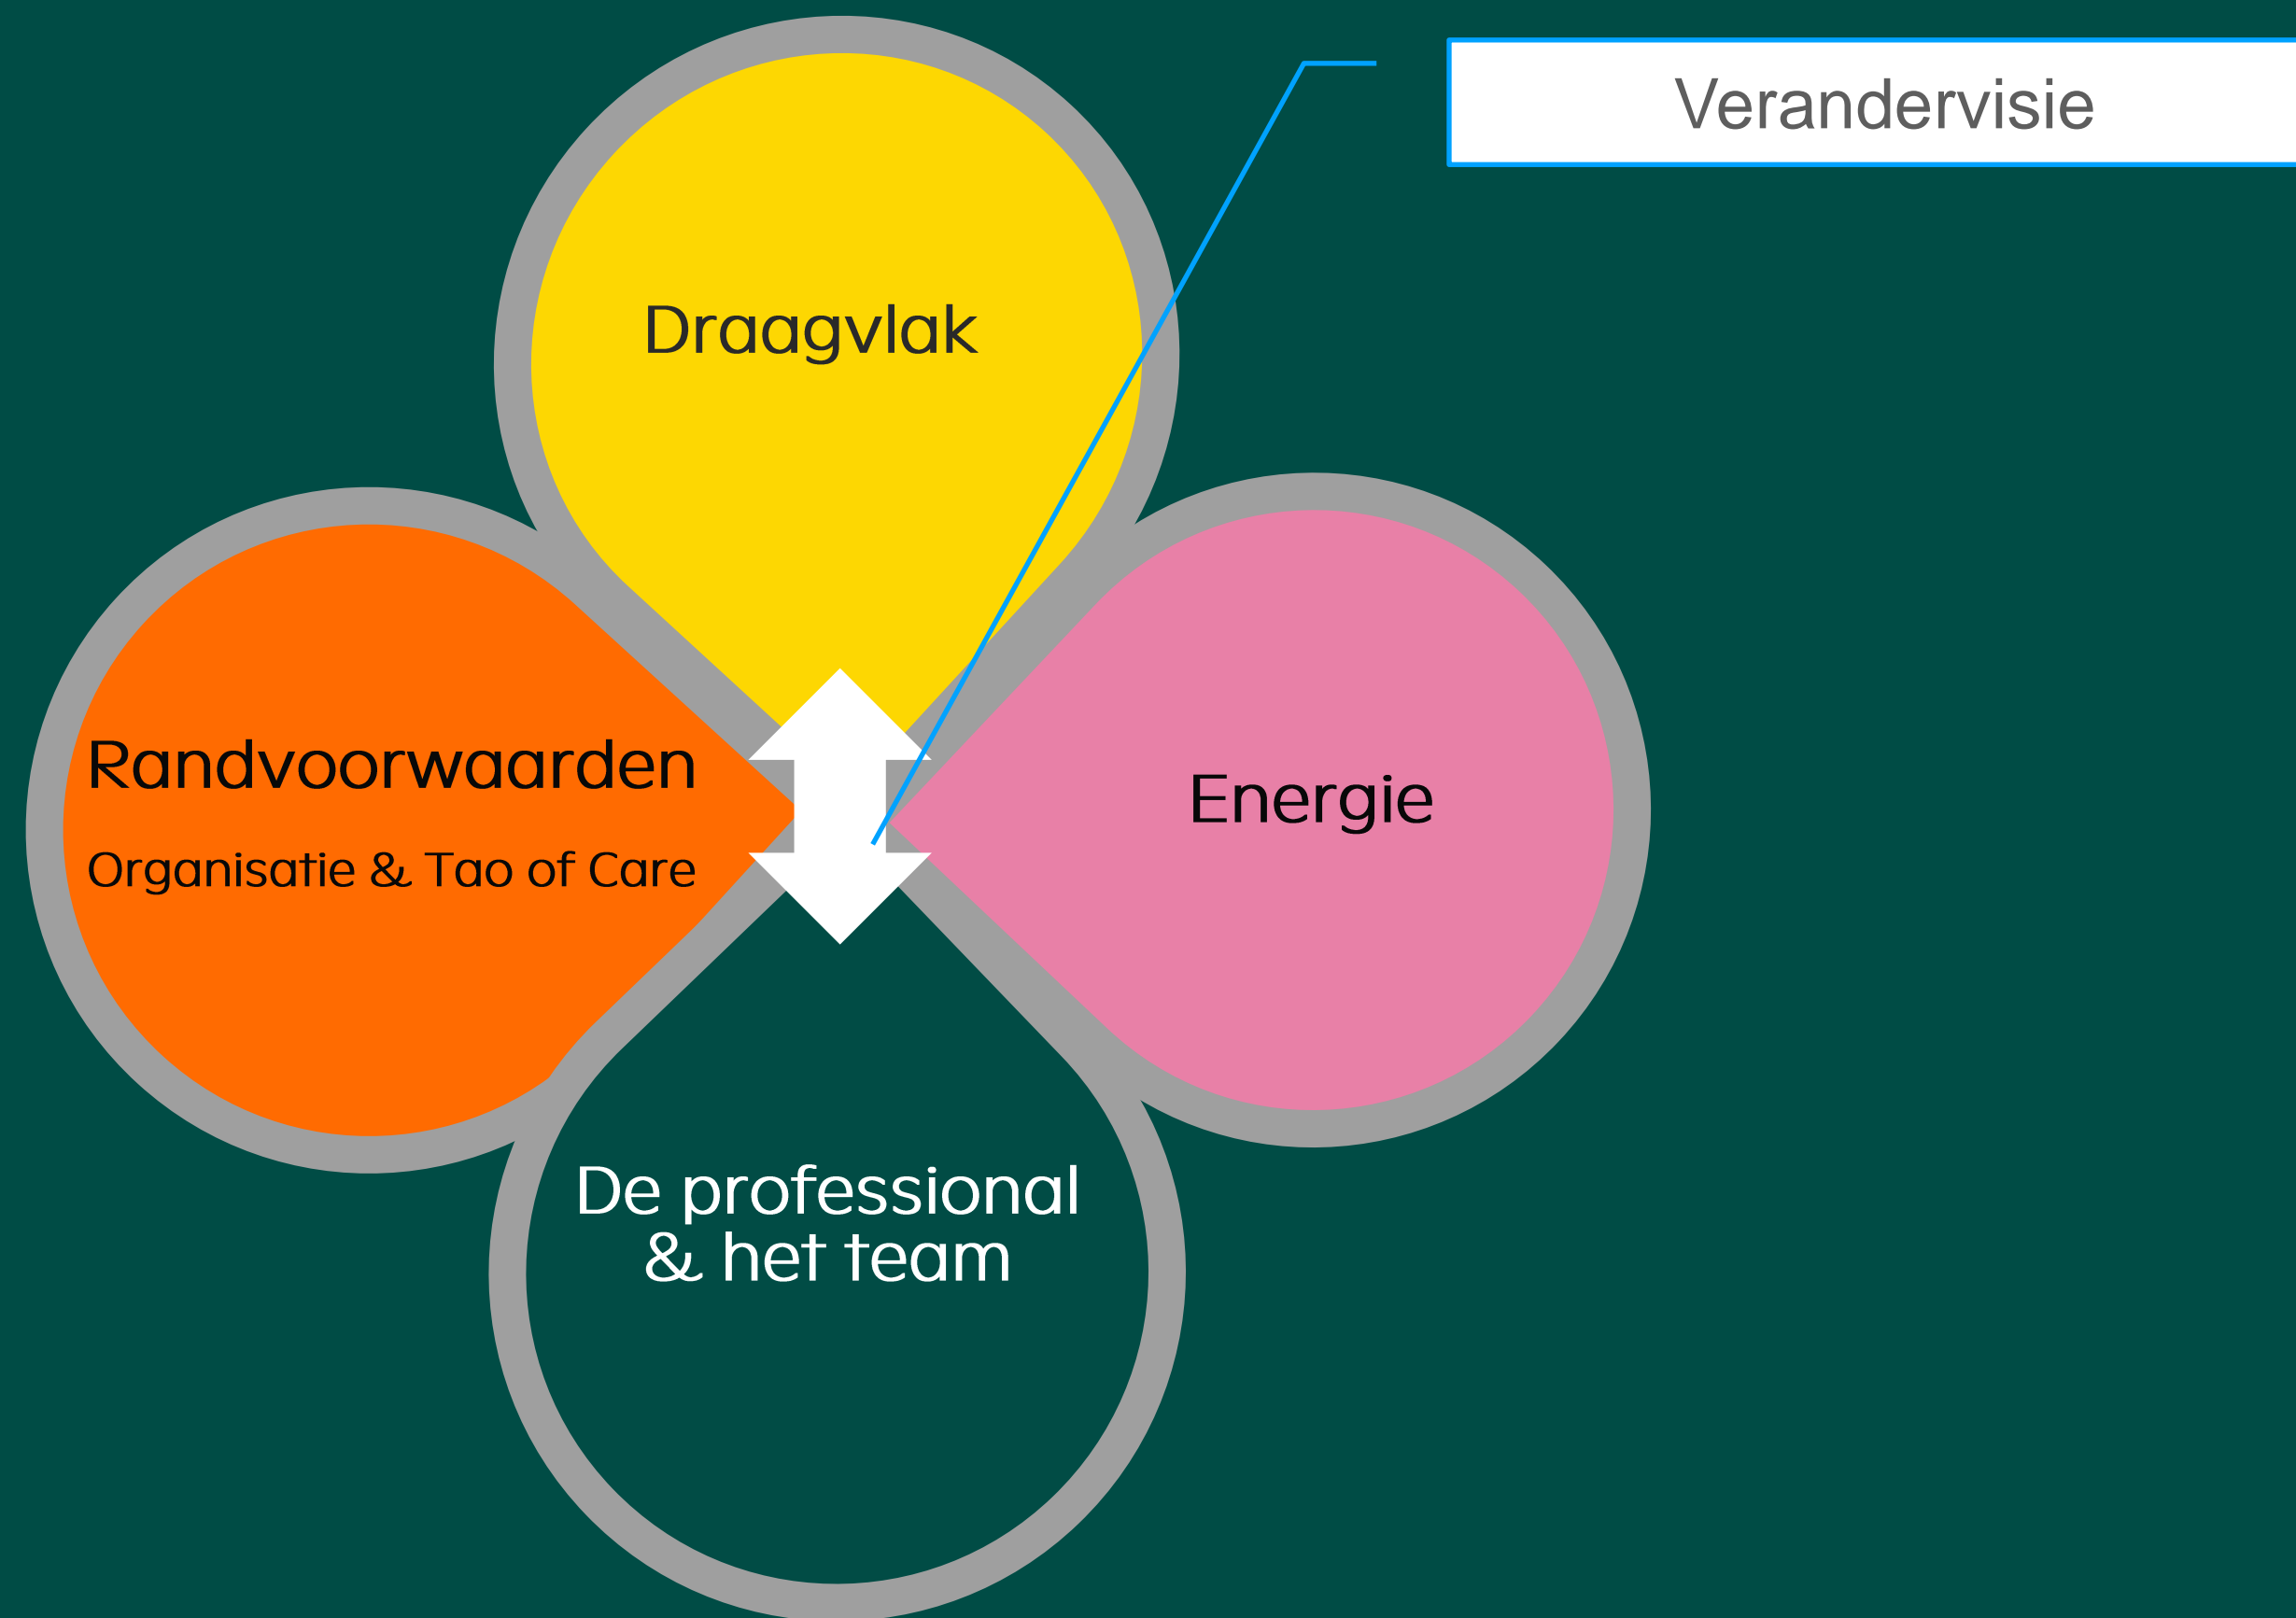 Verandervisie
Draagvlak
Randvoorwaarden
Organisatie & Tao of Care
Energie
De professional
& het team